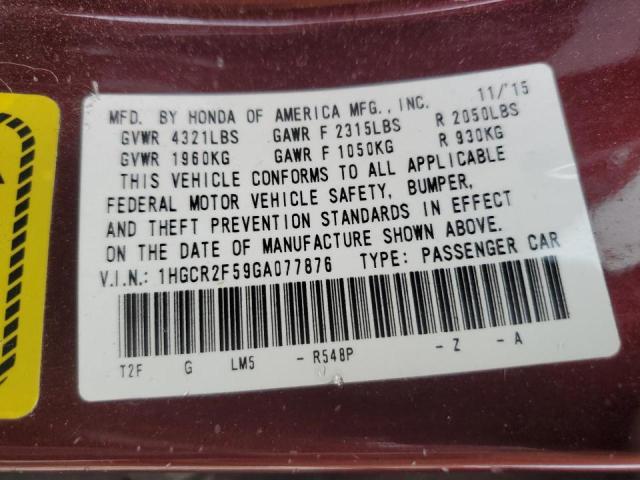 MFD. BY HONDA OF AMERICA MFG., INC. 11/'15
GVWR 4321LBS GAWR F 2315LBS R 2050LBS
GVWR 1960KG GAWR F 1050KG R 930KG
THIS VEHICLE CONFORMS TO ALL APPLICABLE
FEDERAL MOTOR VEHICLE SAFETY, BUMPER,
AND THEFT PREVENTION STANDARDS IN EFFECT
ON THE DATE OF MANUFACTURE SHOWN ABOVE.
V.I.N.: 1HGCR2F59GA077876 TYPE: PASSENGER CAR
T2F G LM5 - R548P - Z - A